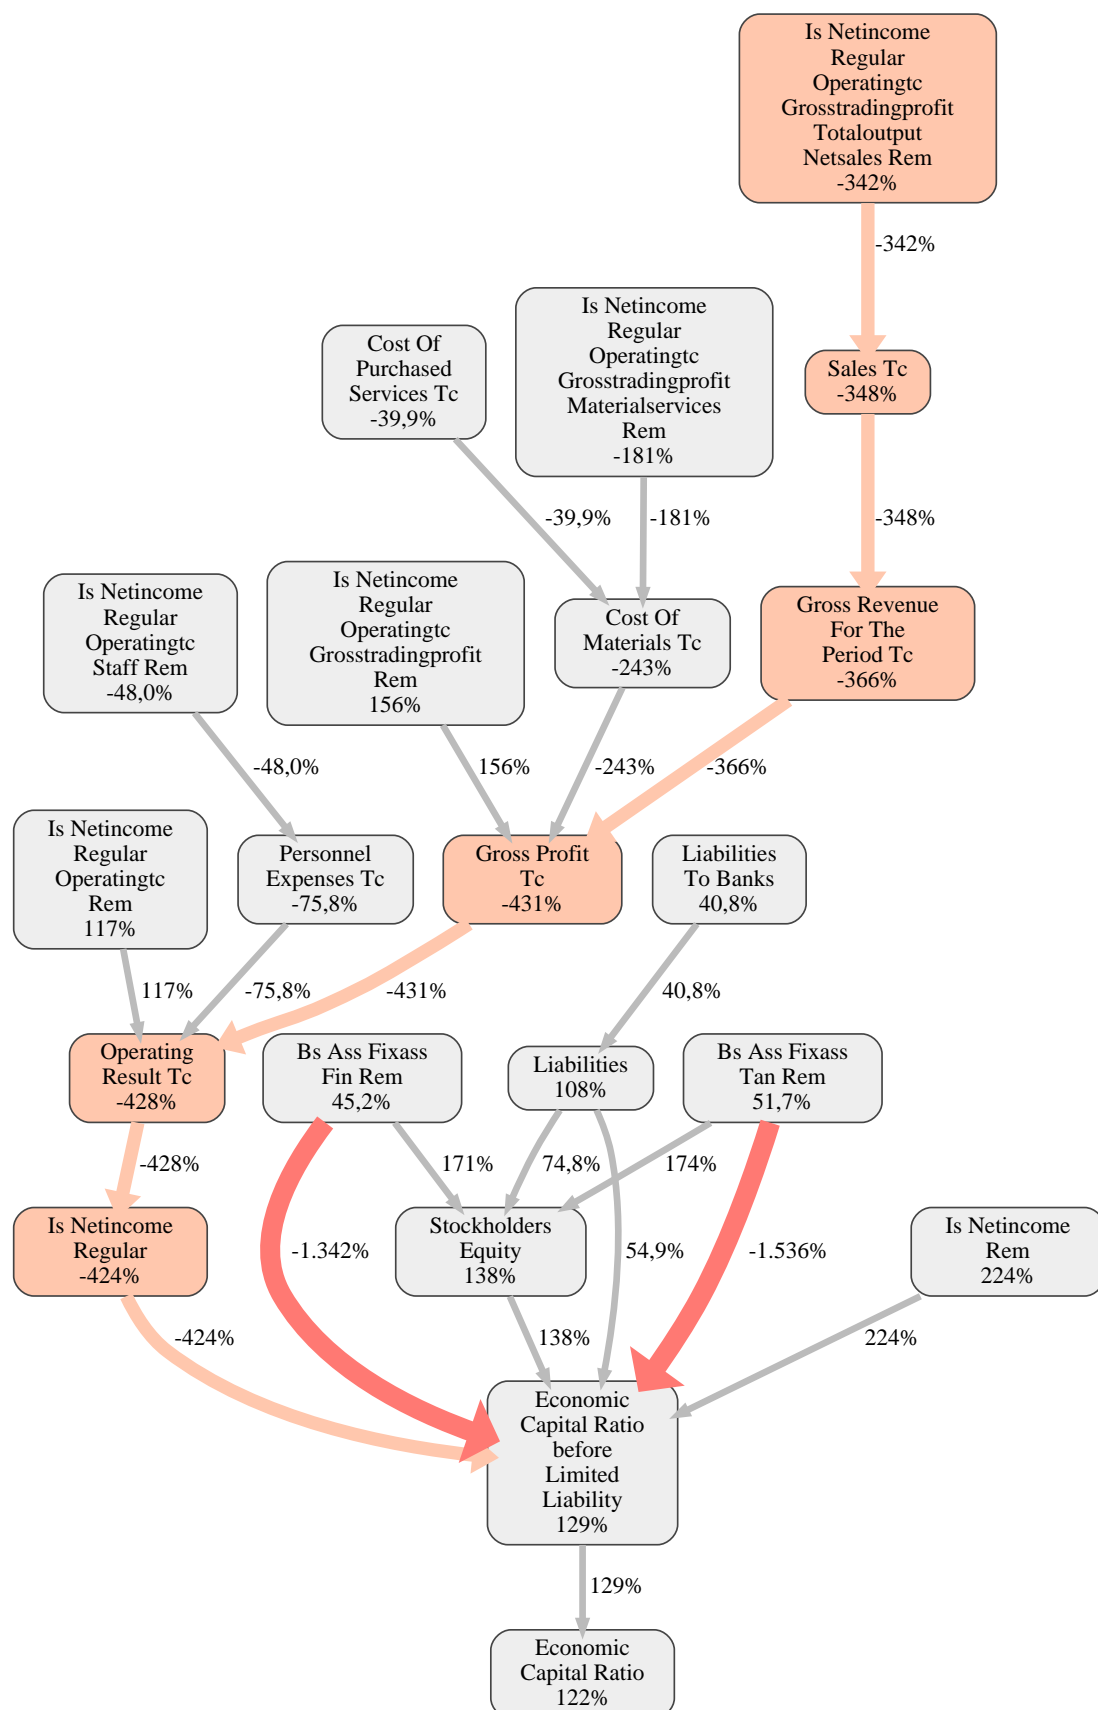 Is Netincome
Regular
Operatingtc
Grosstradingprofit
Totaloutput
Netsales Rem
-342%
-342%
Is Netincome
Regular
Operatingtc
Grosstradingprofit
Materialservices
Rem
-181%
Cost Of
Purchased
Services Tc
-39,9%
Sales Tc
-348%
-39,9%
-181%
-348%
Is Netincome
Regular
Operatingtc
Staff Rem
-48,0%
Is Netincome
Regular
Operatingtc
Grosstradingprofit
Rem
156%
Cost Of
Materials Tc
-243%
Gross Revenue
For The
Period Tc
-366%
-48,0%
156%
-243%
-366%
Is Netincome
Regular
Operatingtc
Rem
117%
Personnel
Expenses Tc
-75,8%
Gross Profit
Tc
-431%
Liabilities
To Banks
40,8%
117%
-75,8%
-431%
40,8%
Operating
Result Tc
-428%
Bs Ass Fixass
Fin Rem
45,2%
Liabilities
108%
Bs Ass Fixass
Tan Rem
51,7%
-428%
171%
74,8%
174%
Is Netincome
Regular
-424%
-1.342%
Stockholders
Equity
138%
54,9%
-1.536%
Is Netincome
Rem
224%
-424%
138%
224%
Economic
Capital Ratio
before
Limited
Liability
129%
129%
Economic
Capital Ratio
122%